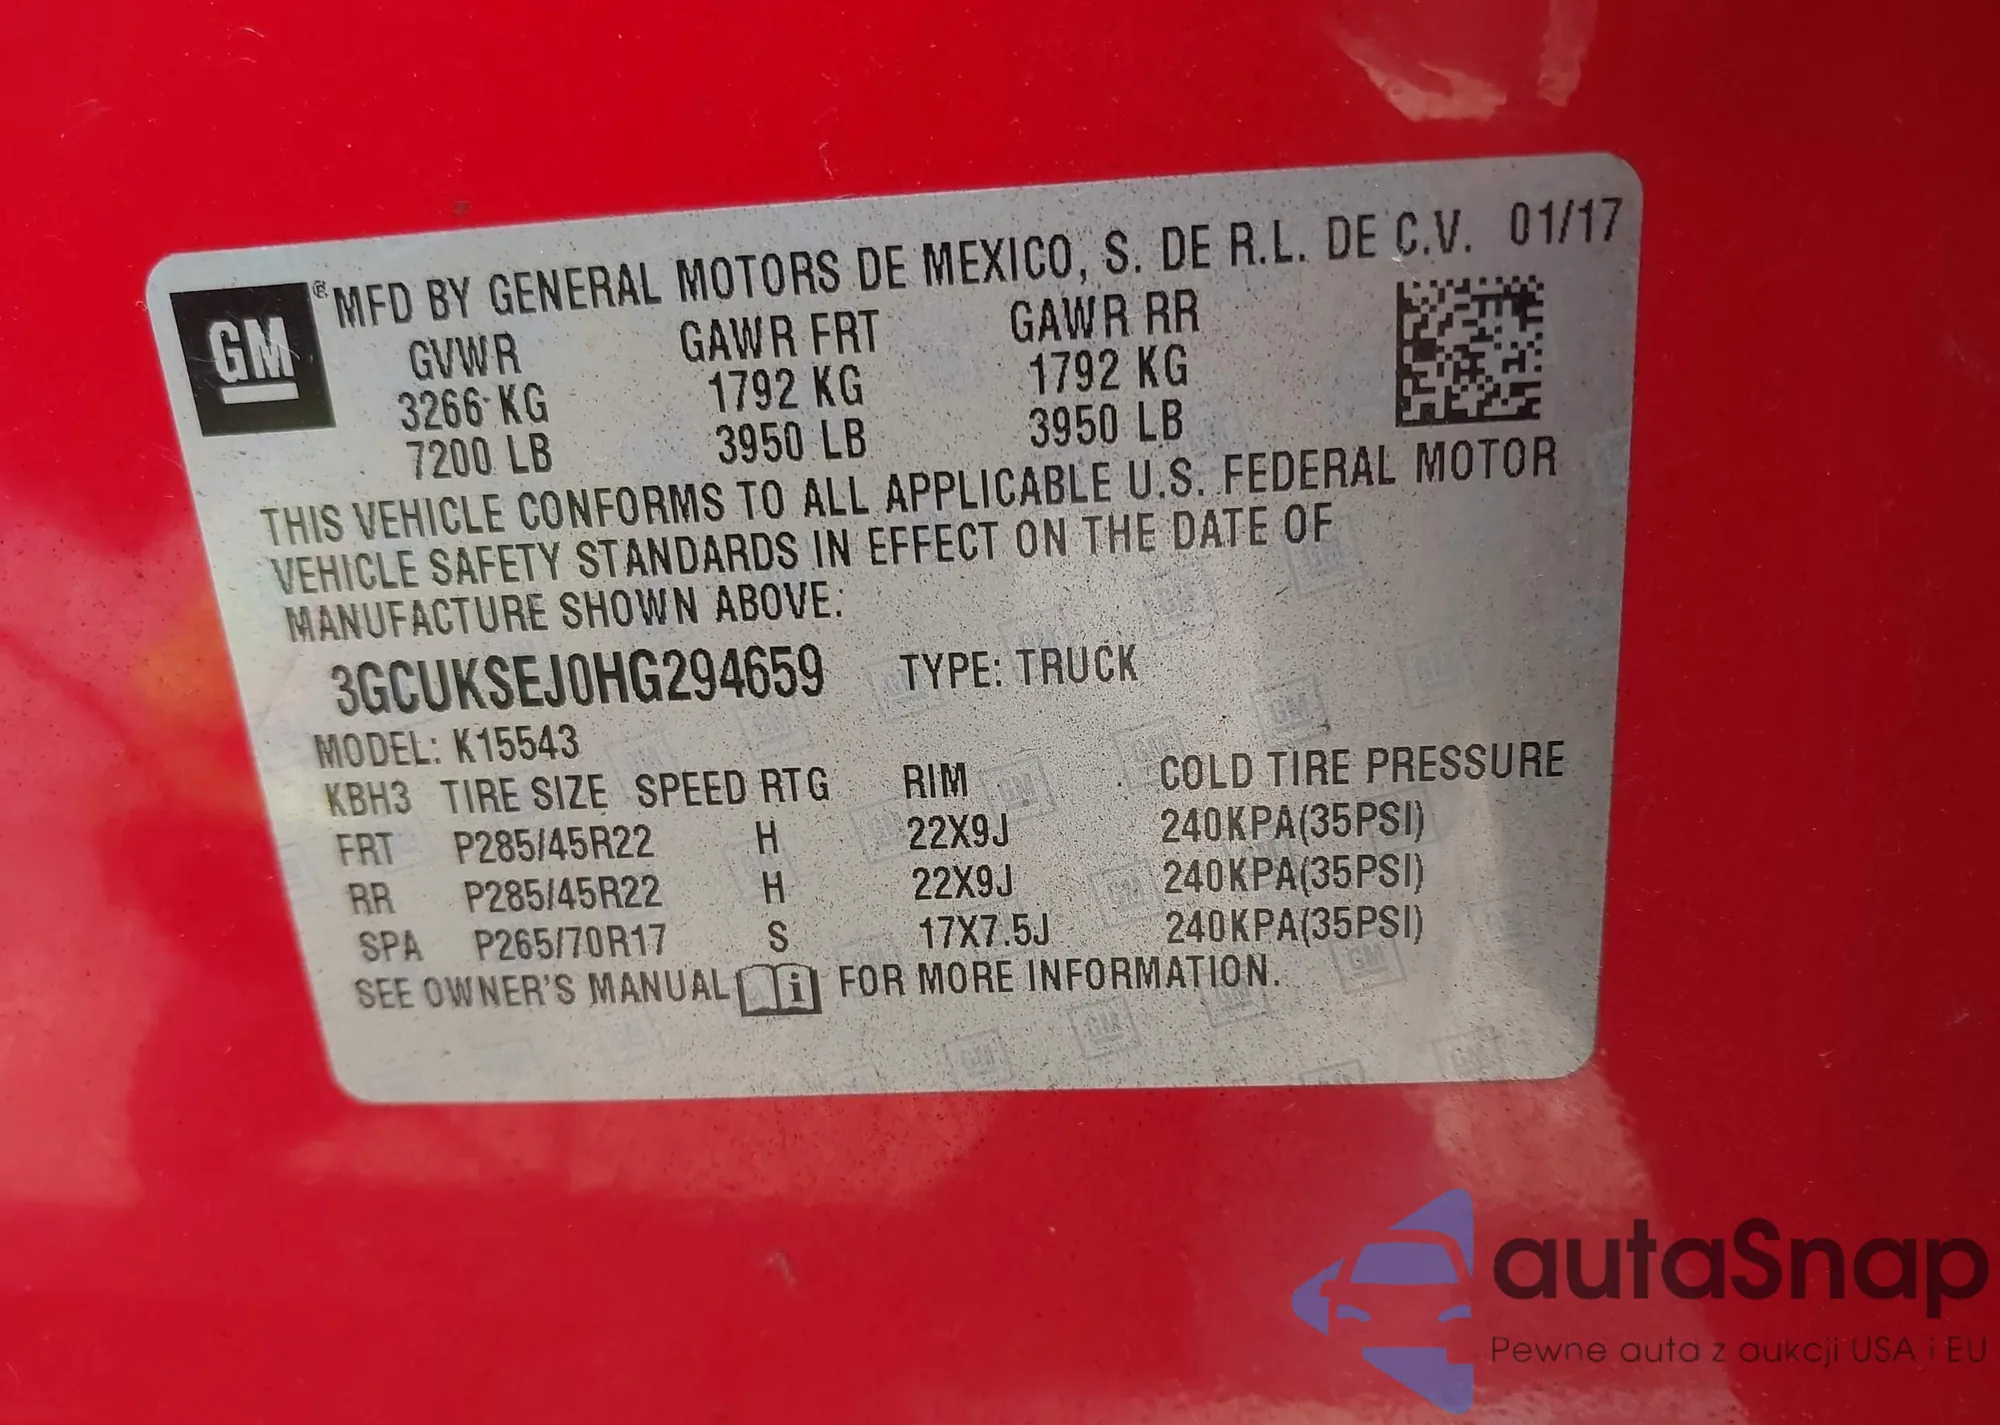 GM
® MFD BY GENERAL MOTORS DE MEXICO, S. DE R.L. DE C.V. 01/17
GVWR GAWR FRT GAWR RR
3266 KG 1792 KG 1792 KG
7200 LB 3950 LB 3950 LB
THIS VEHICLE CONFORMS TO ALL APPLICABLE U.S. FEDERAL MOTOR
VEHICLE SAFETY STANDARDS IN EFFECT ON THE DATE OF
MANUFACTURE SHOWN ABOVE:
3GCUKSEJ0HG294659 TYPE: TRUCK
MODEL: K15543
KBH3 TIRE SIZE SPEED RTG RIM COLD TIRE PRESSURE
FRT P285/45R22 H 22X9J 240KPA(35PSI)
RR P285/45R22 H 22X9J 240KPA(35PSI)
SPA P265/70R17 S 17X7.5J 240KPA(35PSI)
SEE OWNER'S MANUAL i FOR MORE INFORMATION.
autaSnap
Pewne auta z aukcji USA i EU